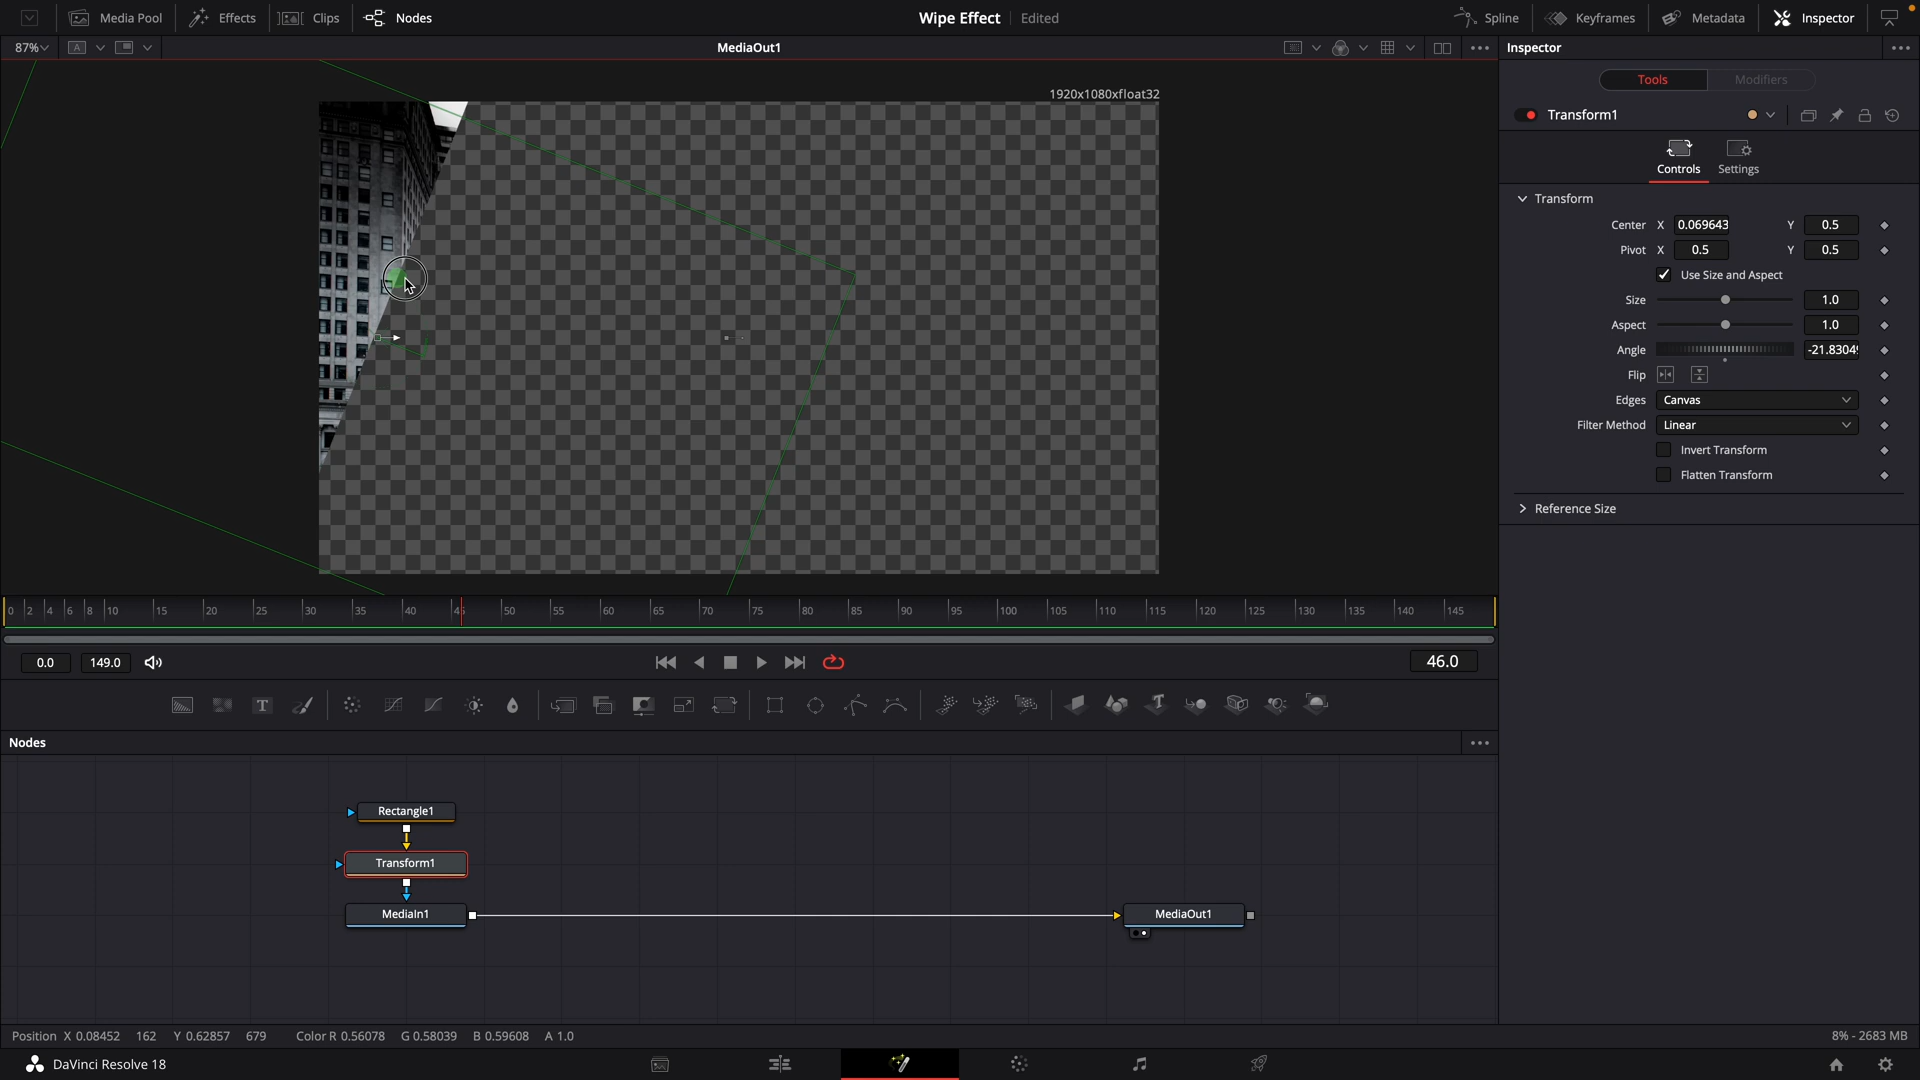 Media Pool Effects Clips Nodes Wipe Effect Edited Spline Keyframes Metadata Inspector
87% A MediaOut1 Inspector
1920x1080xfloat32
Tools Modifiers
Transform1
Controls Settings
Transform
Center X 0.069643 Y 0.5
Pivot X 0.5 Y 0.5
Use Size and Aspect
Size 1.0
Aspect 1.0
Angle -21.8304
Flip
Edges Canvas
Filter Method Linear
Invert Transform
Flatten Transform
Reference Size
0 2 4 6 8 10 15 20 25 30 35 40 45 50 55 60 65 70 75 80 85 90 95 100 105 110 115 120 125 130 135 140 145
0.0 149.0 46.0
T T
Nodes
Rectangle1
Transform1
MediaIn1 MediaOut1
Position X 0.08452 162 Y 0.62857 679 Color R 0.56078 G 0.58039 B 0.59608 A 1.0 8% - 2683 MB
DaVinci Resolve 18